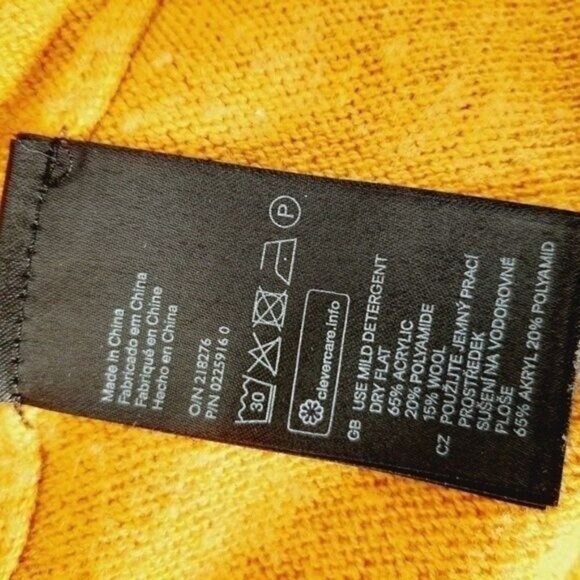 Made in China
Fabricado em China
Fabriqué en Chine
Hecho en China
O/N 218276
P/N 0225916 0
30
P
clevercare.info
GB USE MILD DETERGENT
DRY FLAT
65% ACRYLIC
20% POLYAMIDE
15% WOOL
CZ POUŽIJTE JEMNÝ PRACÍ
PROSTŘEDEK
SUŠENÍ NA VODOROVNÉ
PLOŠE
65% AKRYL 20% POLYAMID